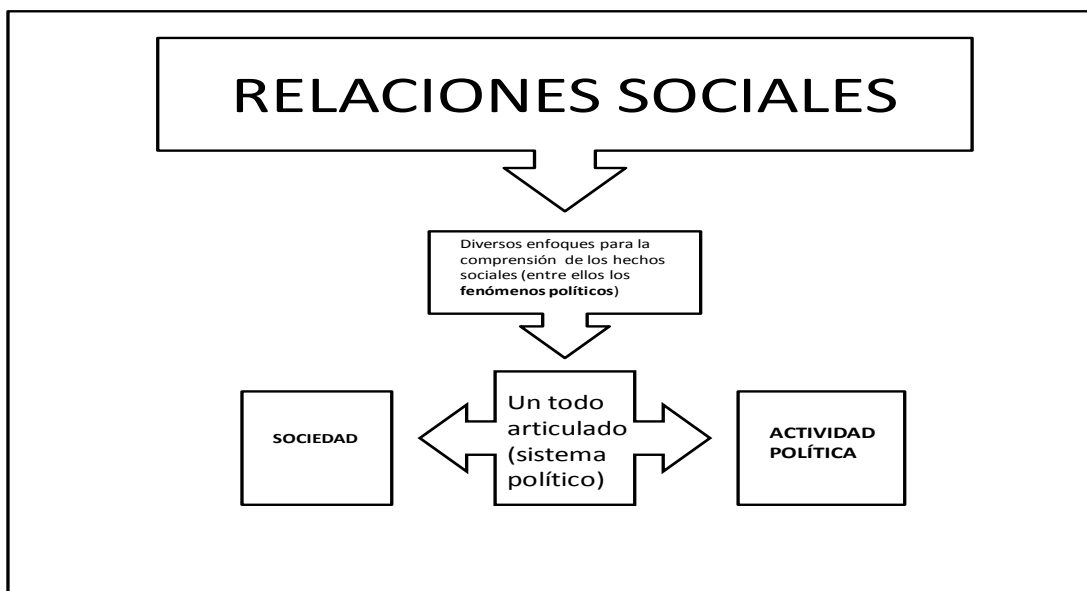 RELACIONES SOCIALES
Diversos enfoques para la
comprensión de los hechos
sociales (entre ellos los
fenómenos políticos)
SOCIEDAD
Un todo
articulado
(sistema
político)
ACTIVIDAD
POLÍTICA